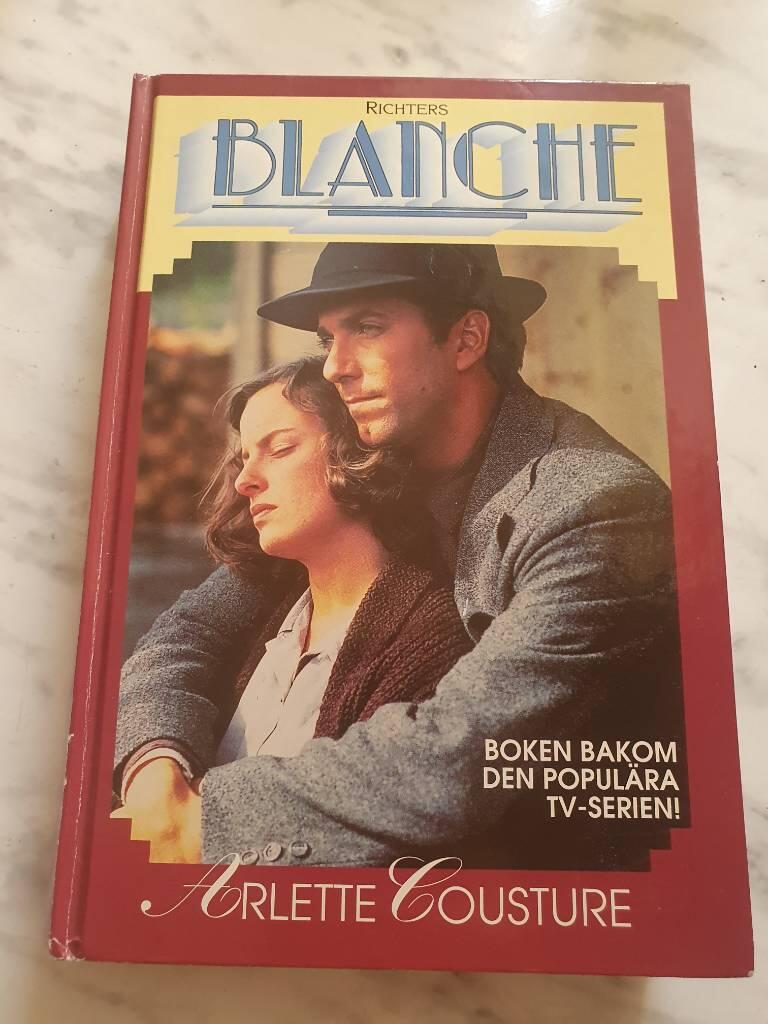 RICHTERS
BLANCHE
BOKEN BAKOM
DEN POPULÄRA
TV-SERIEN!
ARLETTE COUSTURE